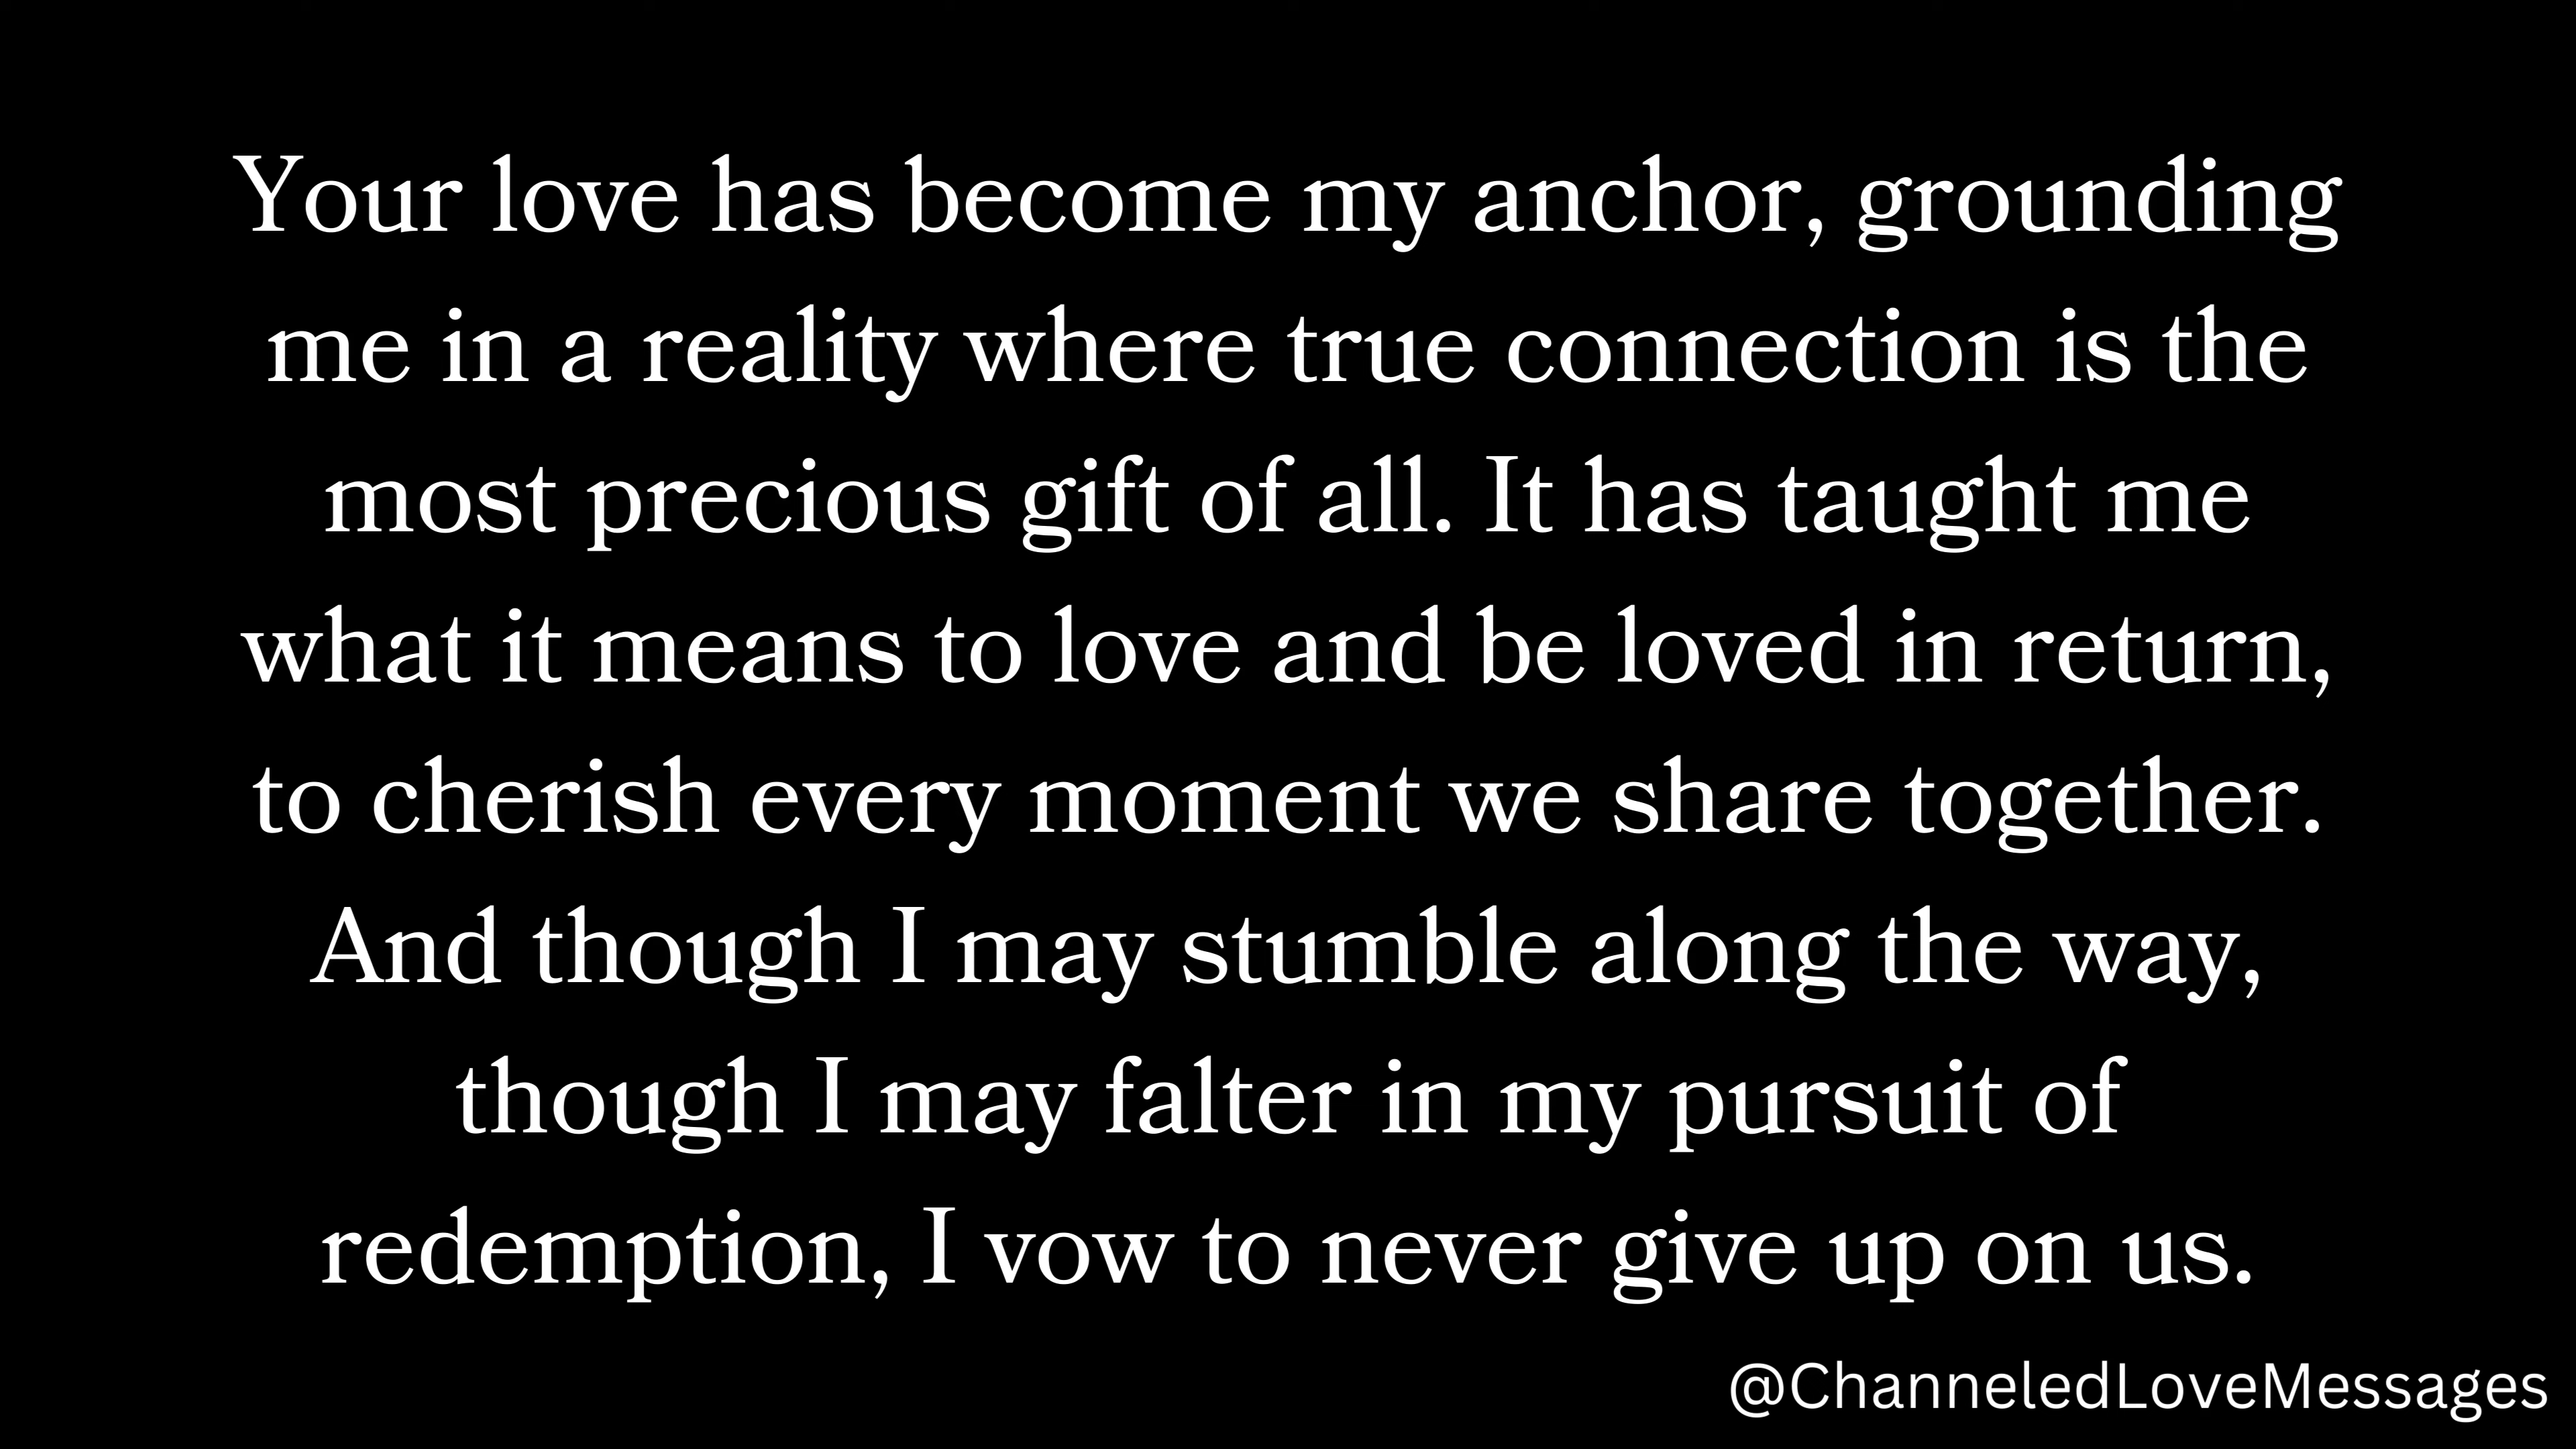 Your love has become my anchor, grounding
me in a reality where true connection is the
most precious gift of all. It has taught me
what it means to love and be loved in return,
to cherish every moment we share together.
And though I may stumble along the way,
though I may falter in my pursuit of
redemption, I vow to never give up on us.
@ChanneledLoveMessages